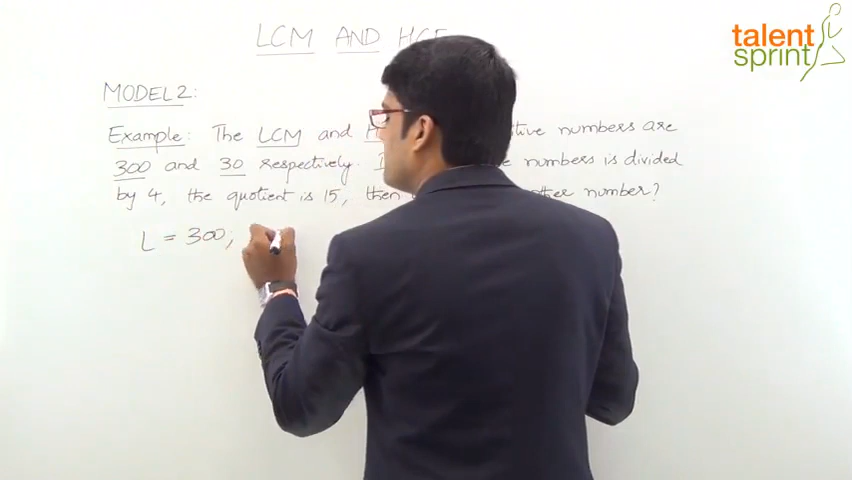 LCM AND HCF
talent
sprint
MODEL 2:
Example: The LCM and numbers are
300 and 30 respectively. numbers is divided
by 4, the quotient is 15, then other number?
L = 300;